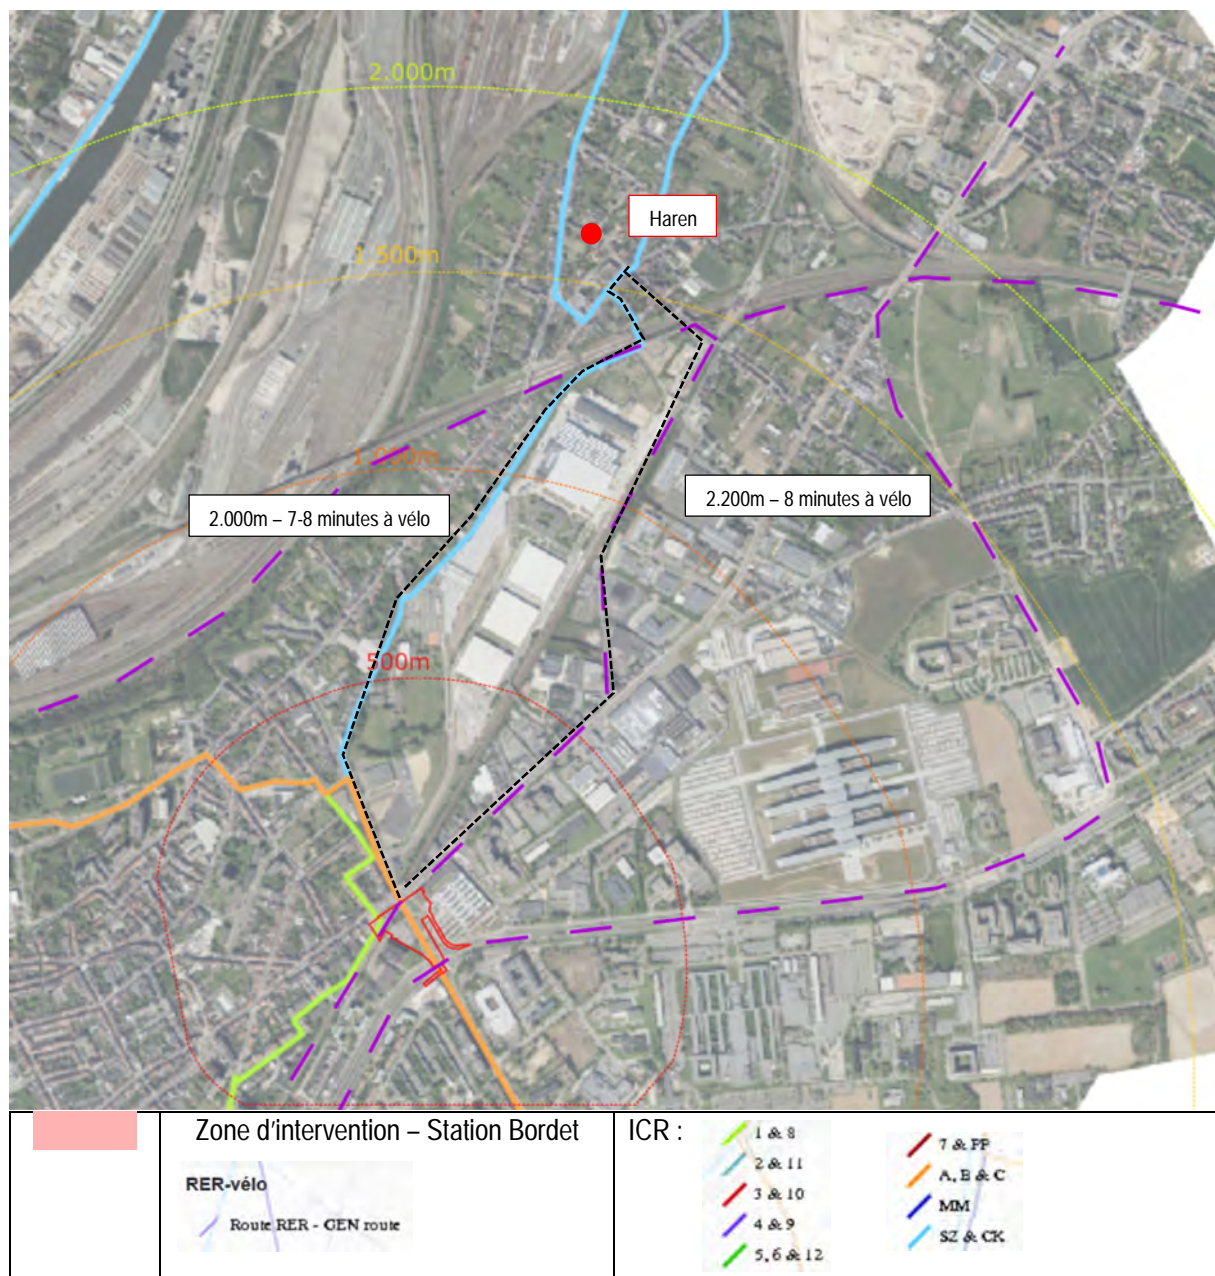 2.000m
Haren
1.500m
1.000m
2.000m – 7-8 minutes à vélo
2.200m – 8 minutes à vélo
500m
Zone d'intervention – Station Bordet
RER-vélo
Route RER - GEN route
ICR :
1 & 8
2 & 11
3 & 10
4 & 9
5, 6 & 12
7 & PP
A, B & C
MM
SZ & CK